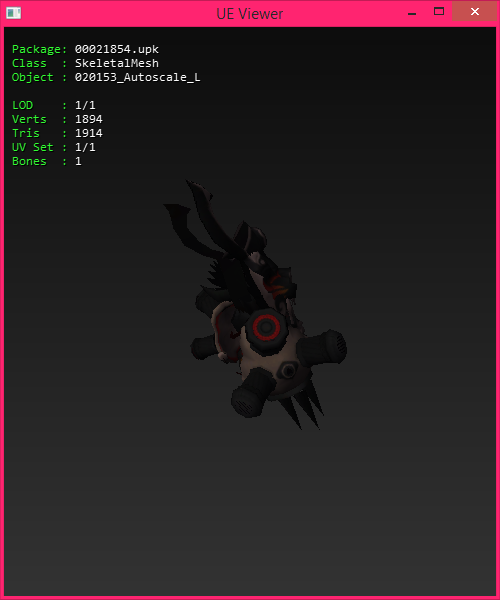 UE Viewer
Package: 00021854.upk
Class : SkeletalMesh
Object : 020153_Autoscale_L
LOD : 1/1
Verts : 1894
Tris : 1914
UV Set : 1/1
Bones : 1